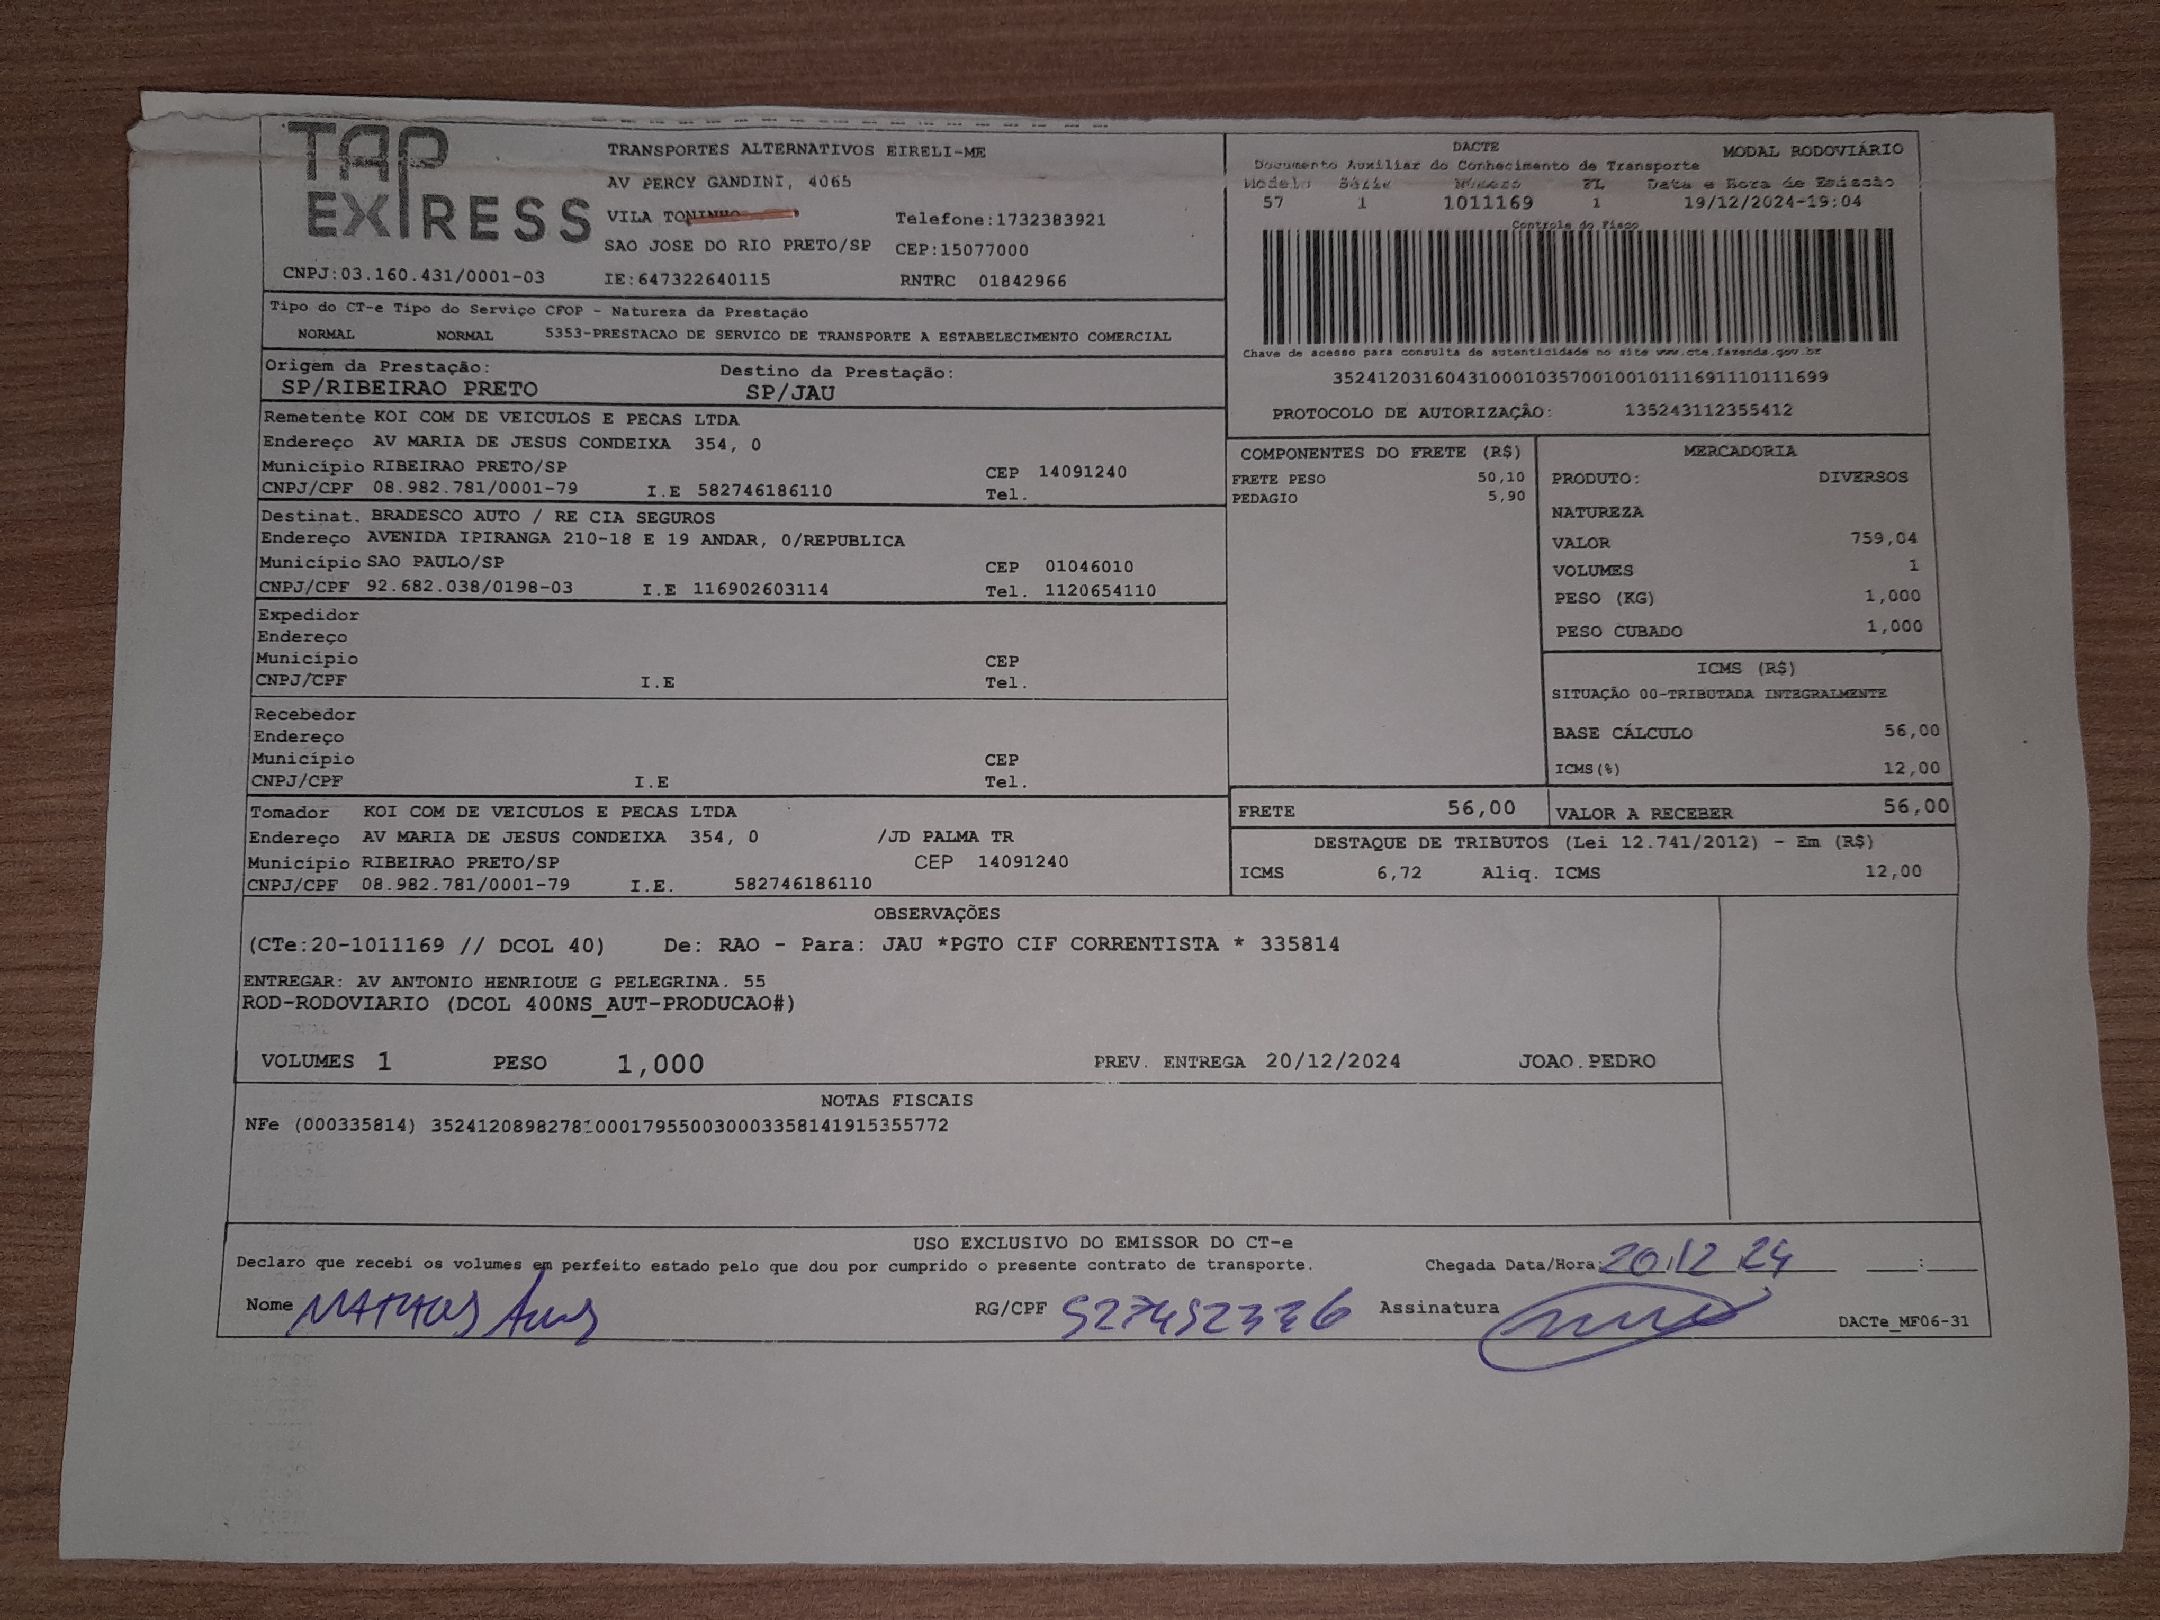 TAP EXPRESS
TRANSPORTES ALTERNATIVOS EIRELI-ME
AV PERCY GANDINI, 4065
VILA TONINHO Telefone:1732383921
SAO JOSE DO RIO PRETO/SP CEP:15077000
CNPJ:03.160.431/0001-03 IE:647322640115 RNTRC 01842966
DACTE MODAL RODOVIÁRIO
Documento Auxiliar do Conhecimento de Transporte
Modelo Série Número FL Data e Hora de Emissão
57 1 1011169 1 19/12/2024-19:04
Controle do Fisco
Chave de acesso para consulta de autenticidade no site www.cte.fazenda.gov.br
35241203160431000103570010010111691110111699
PROTOCOLO DE AUTORIZAÇÃO: 135243112355412
Tipo do CT-e Tipo do Serviço CFOP - Natureza da Prestação
NORMAL NORMAL 5353-PRESTACAO DE SERVICO DE TRANSPORTE A ESTABELECIMENTO COMERCIAL
Origem da Prestação: Destino da Prestação:
SP/RIBEIRAO PRETO SP/JAU
Remetente KOI COM DE VEICULOS E PECAS LTDA
Endereço AV MARIA DE JESUS CONDEIXA 354, 0
Município RIBEIRAO PRETO/SP CEP 14091240
CNPJ/CPF 08.982.781/0001-79 I.E 582746186110 Tel.
Destinat. BRADESCO AUTO / RE CIA SEGUROS
Endereço AVENIDA IPIRANGA 210-18 E 19 ANDAR, 0/REPUBLICA
Município SAO PAULO/SP CEP 01046010
CNPJ/CPF 92.682.038/0198-03 I.E 116902603114 Tel. 1120654110
Expedidor
Endereço
Município CEP
CNPJ/CPF I.E Tel.
Recebedor
Endereço
Município CEP
CNPJ/CPF I.E Tel.
Tomador KOI COM DE VEICULOS E PECAS LTDA
Endereço AV MARIA DE JESUS CONDEIXA 354, 0 /JD PALMA TR
Município RIBEIRAO PRETO/SP CEP 14091240
CNPJ/CPF 08.982.781/0001-79 I.E. 582746186110
COMPONENTES DO FRETE (R$)
FRETE PESO 50,10
PEDAGIO 5,90
MERCADORIA
PRODUTO: DIVERSOS
NATUREZA
VALOR 759,04
VOLUMES 1
PESO (KG) 1,000
PESO CUBADO 1,000
ICMS (R$)
SITUAÇÃO 00-TRIBUTADA INTEGRALMENTE
BASE CÁLCULO 56,00
ICMS(%) 12,00
FRETE 56,00 VALOR A RECEBER 56,00
DESTAQUE DE TRIBUTOS (Lei 12.741/2012) - Em (R$)
ICMS 6,72 Aliq. ICMS 12,00
OBSERVAÇÕES
(CTe:20-1011169 // DCOL 40) De: RAO - Para: JAU *PGTO CIF CORRENTISTA * 335814
ENTREGAR: AV ANTONIO HENRIQUE G PELEGRINA. 55
ROD-RODOVIARIO (DCOL 400NS_AUT-PRODUCAO#)
VOLUMES 1 PESO 1,000 PREV. ENTREGA 20/12/2024 JOAO.PEDRO
NOTAS FISCAIS
NFe (000335814) 35241208982781000179550030003358141915355772
USO EXCLUSIVO DO EMISSOR DO CT-e
Declaro que recebi os volumes em perfeito estado pelo que dou por cumprido o presente contrato de transporte. Chegada Data/Hora: 20/12 24 :
Nome RG/CPF Assinatura
DACTe_MF06-31